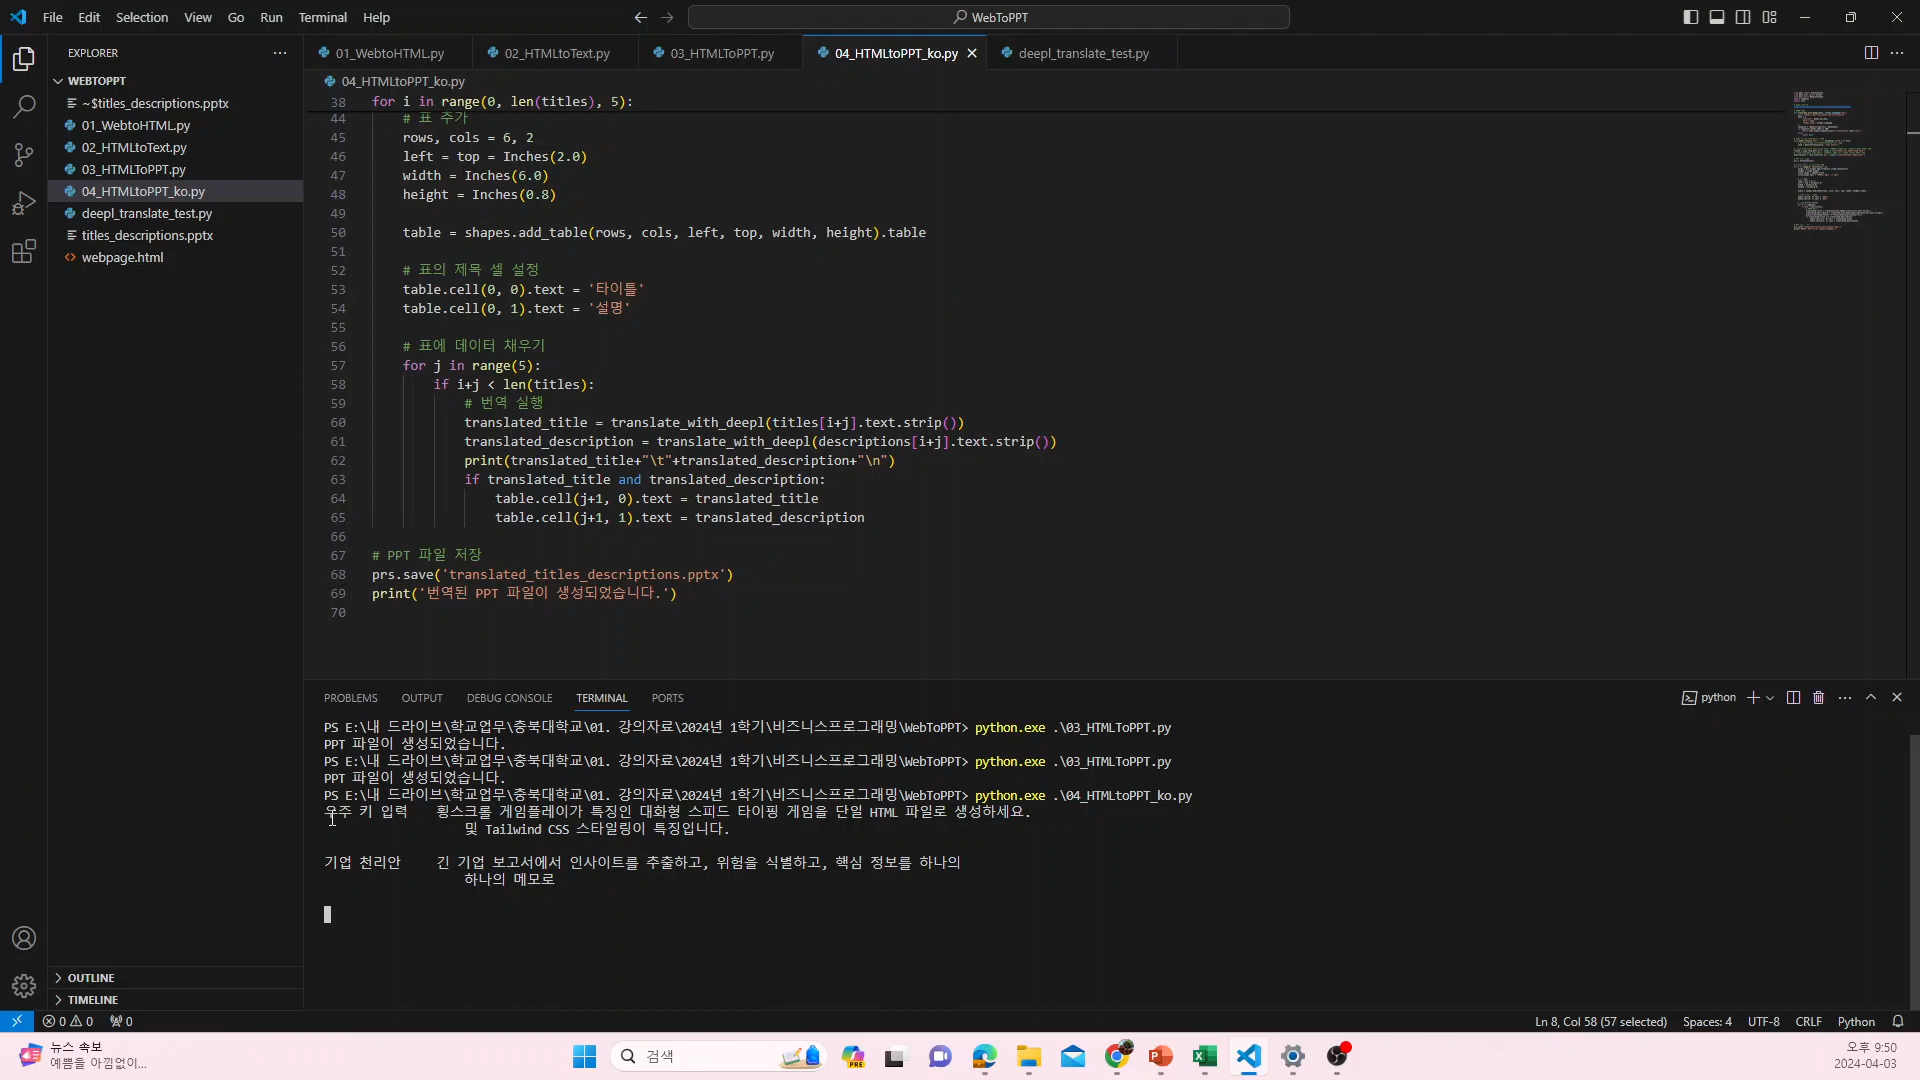 File Edit Selection View Go Run Terminal Help
WebToPPT
EXPLORER
WEBTOPPT
~$titles_descriptions.pptx
01_WebtoHTML.py
02_HTMLtoText.py
03_HTMLToPPT.py
04_HTMLtoPPT_ko.py
deepl_translate_test.py
titles_descriptions.pptx
webpage.html
OUTLINE
TIMELINE
01_WebtoHTML.py 02_HTMLtoText.py 03_HTMLToPPT.py 04_HTMLtoPPT_ko.py deepl_translate_test.py
04_HTMLtoPPT_ko.py
38 for i in range(0, len(titles), 5):
44 # 표 추가
45 rows, cols = 6, 2
46 left = top = Inches(2.0)
47 width = Inches(6.0)
48 height = Inches(0.8)
49
50 table = shapes.add_table(rows, cols, left, top, width, height).table
51
52 # 표의 제목 셀 설정
53 table.cell(0, 0).text = '타이틀'
54 table.cell(0, 1).text = '설명'
55
56 # 표에 데이터 채우기
57 for j in range(5):
58 if i+j < len(titles):
59 # 번역 실행
60 translated_title = translate_with_deepl(titles[i+j].text.strip())
61 translated_description = translate_with_deepl(descriptions[i+j].text.strip())
62 print(translated_title+"\t"+translated_description+"\n")
63 if translated_title and translated_description:
64 table.cell(j+1, 0).text = translated_title
65 table.cell(j+1, 1).text = translated_description
66
67 # PPT 파일 저장
68 prs.save('translated_titles_descriptions.pptx')
69 print('번역된 PPT 파일이 생성되었습니다.')
70
PROBLEMS OUTPUT DEBUG CONSOLE TERMINAL PORTS
python
PS E:\내 드라이브\학교업무\충북대학교\01. 강의자료\2024년 1학기\비즈니스프로그래밍\WebToPPT> python.exe .\03_HTMLToPPT.py
PPT 파일이 생성되었습니다.
PS E:\내 드라이브\학교업무\충북대학교\01. 강의자료\2024년 1학기\비즈니스프로그래밍\WebToPPT> python.exe .\03_HTMLToPPT.py
PPT 파일이 생성되었습니다.
PS E:\내 드라이브\학교업무\충북대학교\01. 강의자료\2024년 1학기\비즈니스프로그래밍\WebToPPT> python.exe .\04_HTMLtoPPT_ko.py
우주 키 입력 횡스크롤 게임플레이가 특징인 대화형 스피드 타이핑 게임을 단일 HTML 파일로 생성하세요.
및 Tailwind CSS 스타일링이 특징입니다.
기업 천리안 긴 기업 보고서에서 인사이트를 추출하고, 위험을 식별하고, 핵심 정보를 하나의
하나의 메모로
0 0 0
Ln 8, Col 58 (57 selected) Spaces: 4 UTF-8 CRLF Python
뉴스 속보
예쁨을 아낌없이...
검색
PRE
오후 9:50
2024-04-03